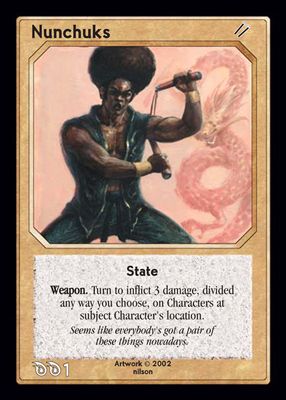 Nunchuks
State
Weapon. Turn to inflict 3 damage, divided
any way you choose, on Characters at
subject Character's location.
Seems like everybody's got a pair of
these things nowadays.
Artwork © 2002
nilson
1